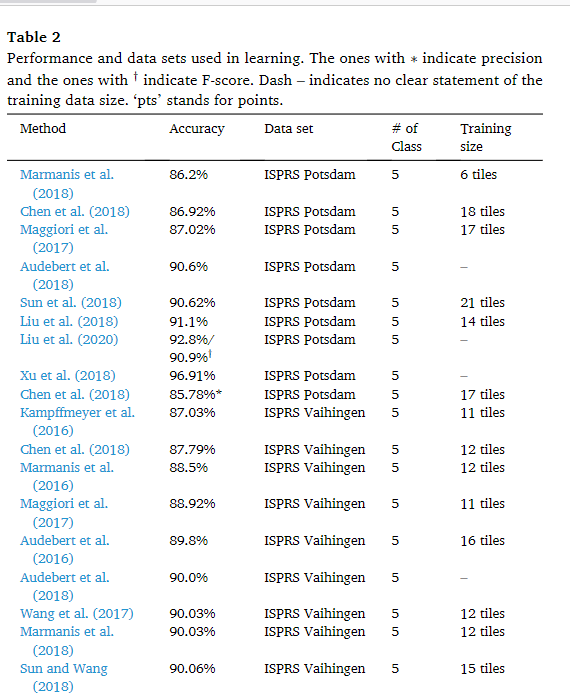 Table 2
Performance and data sets used in learning. The ones with * indicate precision
and the ones with † indicate F-score. Dash – indicates no clear statement of the
training data size. ‘pts’ stands for points.
Method Accuracy Data set # of Class Training size
Marmanis et al. (2018) 86.2% ISPRS Potsdam 5 6 tiles
Chen et al. (2018) 86.92% ISPRS Potsdam 5 18 tiles
Maggiori et al. (2017) 87.02% ISPRS Potsdam 5 17 tiles
Audebert et al. (2018) 90.6% ISPRS Potsdam 5 –
Sun et al. (2018) 90.62% ISPRS Potsdam 5 21 tiles
Liu et al. (2018) 91.1% ISPRS Potsdam 5 14 tiles
Liu et al. (2020) 92.8%/ 90.9%† ISPRS Potsdam 5 –
Xu et al. (2018) 96.91% ISPRS Potsdam 5 –
Chen et al. (2018) 85.78%* ISPRS Potsdam 5 17 tiles
Kampffmeyer et al. (2016) 87.03% ISPRS Vaihingen 5 11 tiles
Chen et al. (2018) 87.79% ISPRS Vaihingen 5 12 tiles
Marmanis et al. (2016) 88.5% ISPRS Vaihingen 5 12 tiles
Maggiori et al. (2017) 88.92% ISPRS Vaihingen 5 11 tiles
Audebert et al. (2016) 89.8% ISPRS Vaihingen 5 16 tiles
Audebert et al. (2018) 90.0% ISPRS Vaihingen 5 –
Wang et al. (2017) 90.03% ISPRS Vaihingen 5 12 tiles
Marmanis et al. (2018) 90.03% ISPRS Vaihingen 5 12 tiles
Sun and Wang (2018) 90.06% ISPRS Vaihingen 5 15 tiles